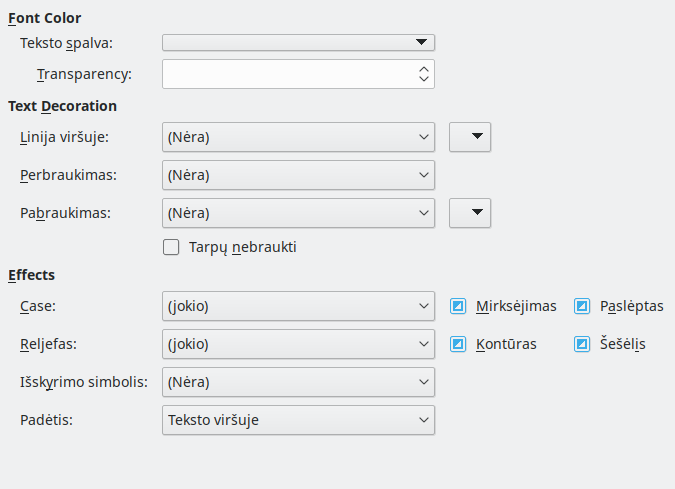 Font Color
Teksto spalva:
Transparency:
Text Decoration
Linija viršuje: (Nėra)
Perbraukimas: (Nėra)
Pabraukimas: (Nėra)
Tarpų nebraukti
Effects
Case: (jokio) Mirksėjimas Paslėptas
Reljefas: (jokio) Kontūras Šešėlis
Išskyrimo simbolis: (Nėra)
Padėtis: Teksto viršuje